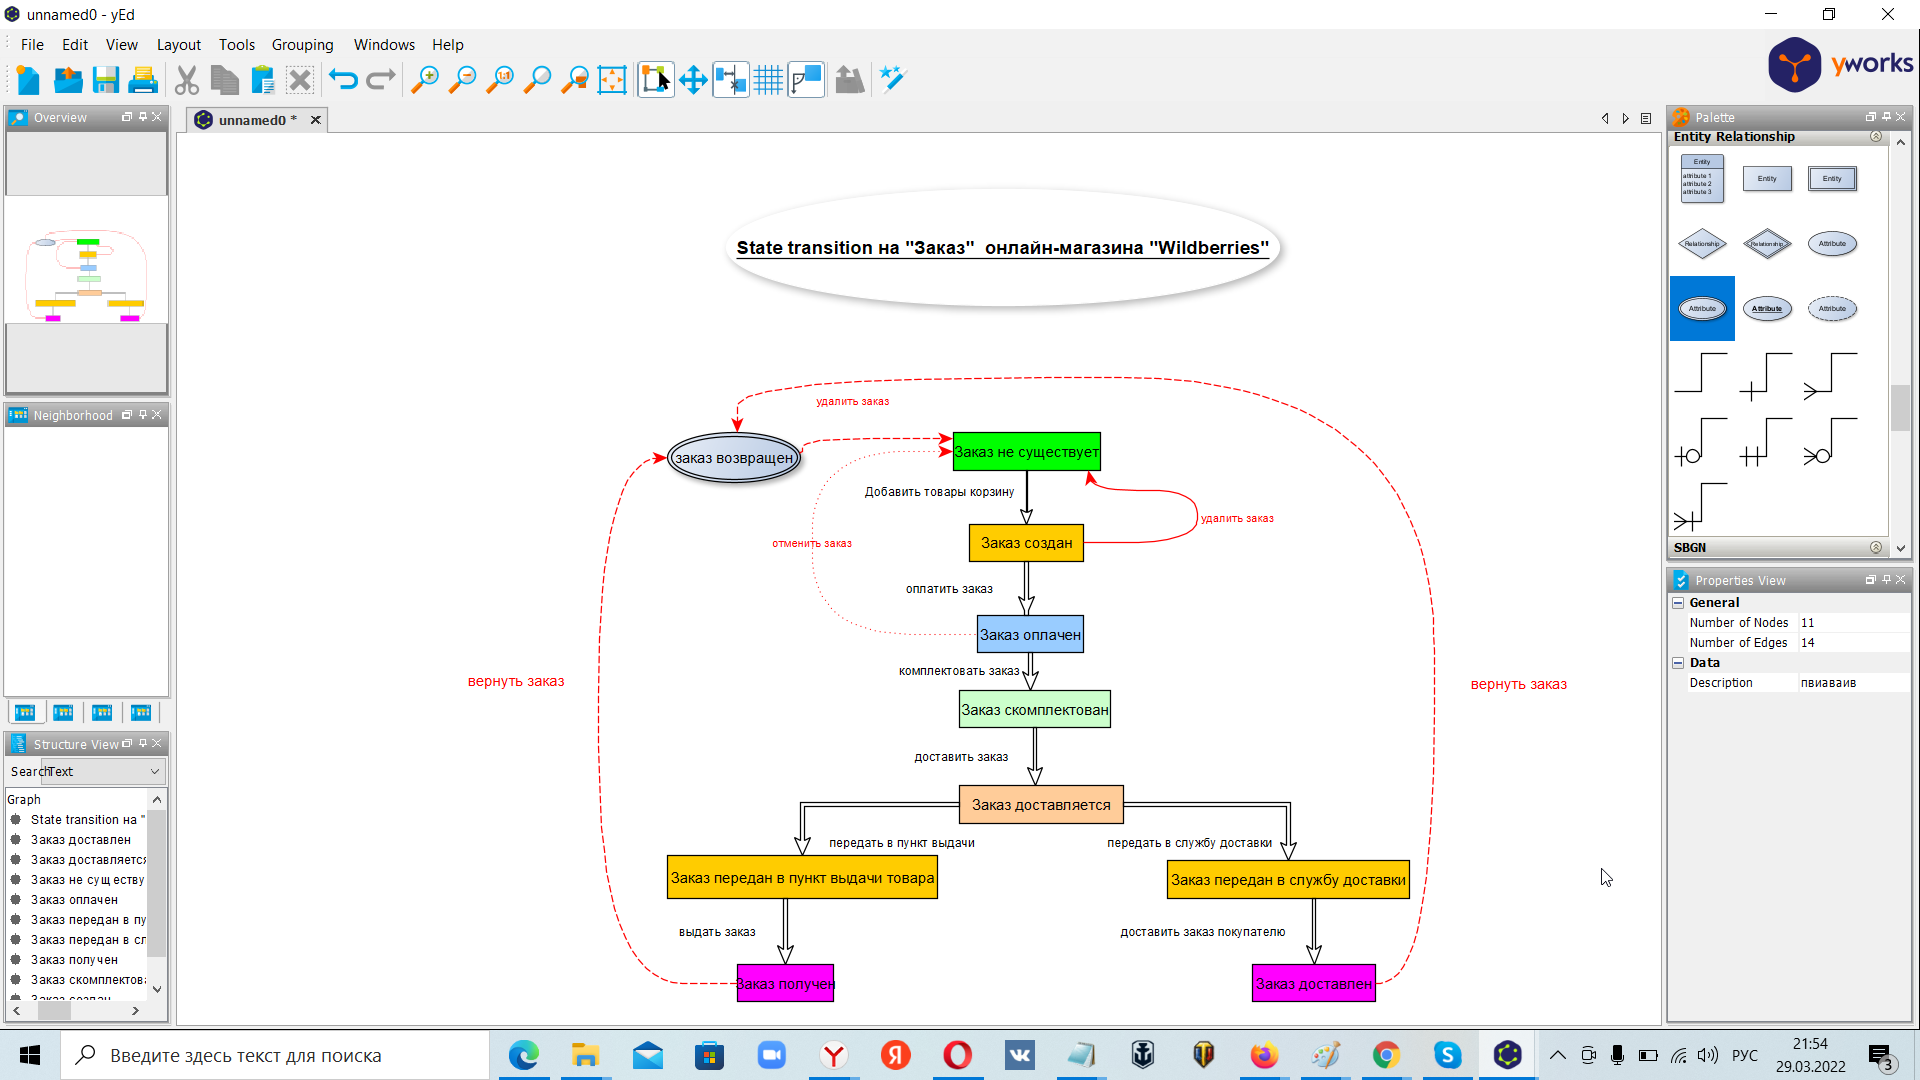 unnamed0 - yEd
File Edit View Layout Tools Grouping Windows Help
yworks
Overview
unnamed0 *
Palette
Entity Relationship
Entity
attribute 1
attribute 2
attribute 3
Entity
Entity
Relationship
Relationship
Attribute
Attribute
Attribute
Attribute
SBGN
State transition на "Заказ" онлайн-магазина "Wildberries"
удалить заказ
заказ возвращен
Заказ не существует
Добавить товары корзину
удалить заказ
отменить заказ
Заказ создан
оплатить заказ
Заказ оплачен
комплектовать заказ
вернуть заказ
вернуть заказ
Заказ скомплектован
доставить заказ
Заказ доставляется
передать в пункт выдачи
передать в службу доставки
Заказ передан в пункт выдачи товара
Заказ передан в службу доставки
выдать заказ
доставить заказ покупателю
Заказ получен
Заказ доставлен
Neighborhood
Structure View
Search
Text
Graph
State transition на "
Заказ доставлен
Заказ доставляется
Заказ не существу
Заказ оплачен
Заказ передан в пу
Заказ передан в сл
Заказ получен
Заказ скомплектова
Заказ создан
Properties View
General
Number of Nodes 11
Number of Edges 14
Data
Description пвиаваив
Введите здесь текст для поиска
РУС
21:54
29.03.2022
3